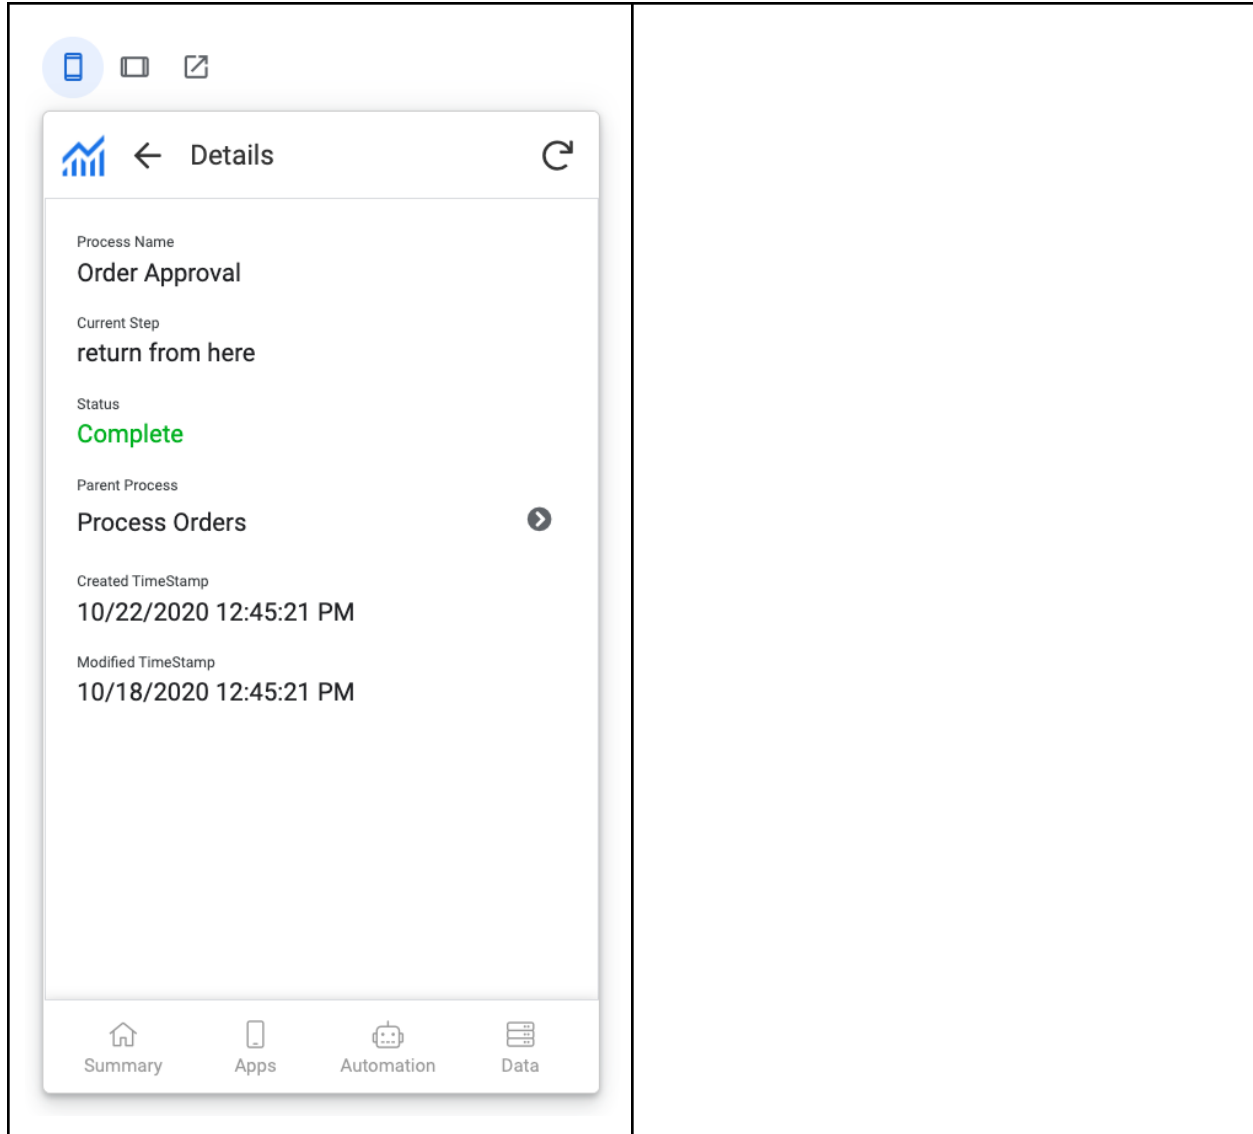 Details
Process Name
Order Approval
Current Step
return from here
Status
Complete
Parent Process
Process Orders
Created TimeStamp
10/22/2020 12:45:21 PM
Modified TimeStamp
10/18/2020 12:45:21 PM
Summary Apps Automation Data